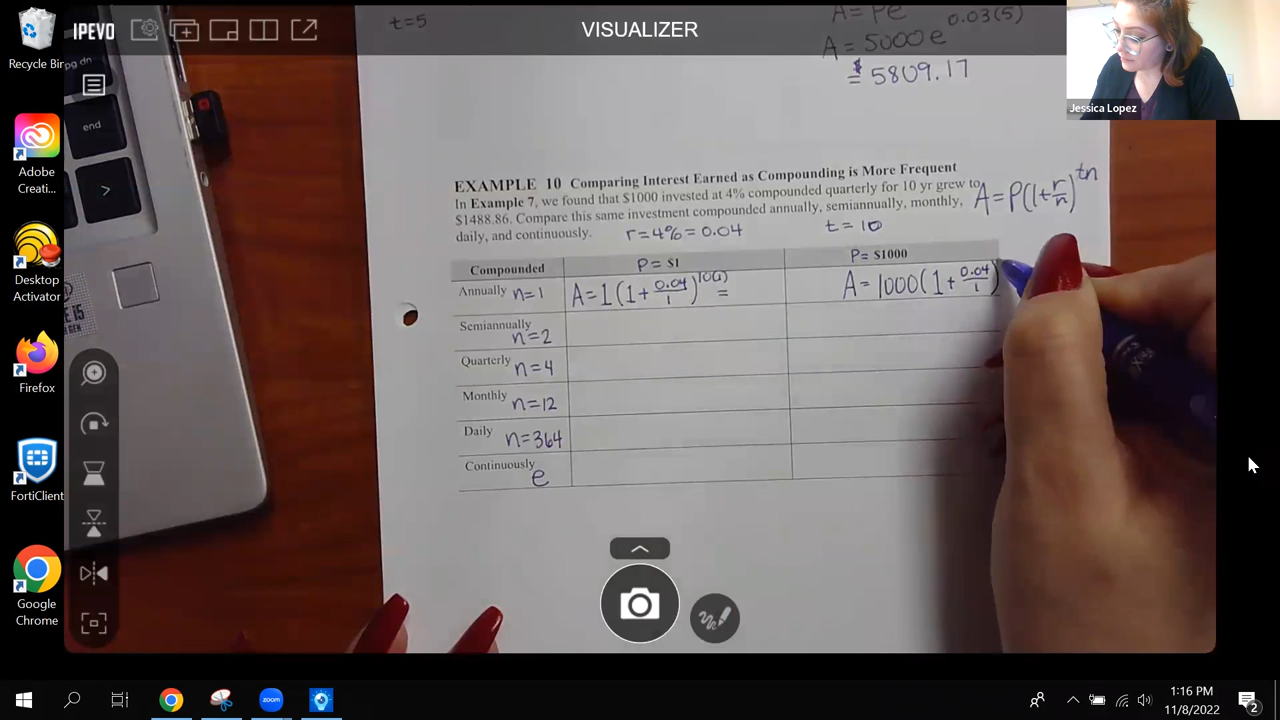 Recycle Bin
Adobe
Creati...
Desktop
Activator
Firefox
FortiClient
Google
Chrome
IPEVO
VISUALIZER
Jessica Lopez
pg dn
end
>
t=5
A = Pe
A = 5000 e^0.03(5)
= $5809.17
EXAMPLE 10 Comparing Interest Earned as Compounding is More Frequent
In Example 7, we found that $1000 invested at 4% compounded quarterly for 10 yr grew to
$1488.86. Compare this same investment compounded annually, semiannually, monthly,
daily, and continuously. r=4%=0.04 t=10
A=P(1+r/n)^tn
Compounded P= $1 P= $1000
Annually n=1 A=1(1+0.04/1)^10(1) = A=1000(1+0.04/1)
Semiannually
n=2
Quarterly n=4
Monthly n=12
Daily n=364
Continuously
e
zoom
1:16 PM
11/8/2022
2